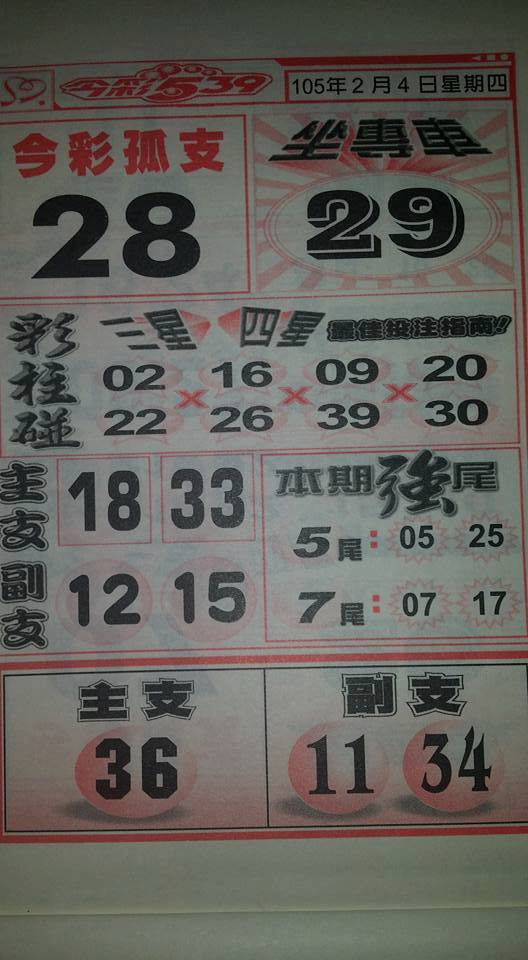 今彩539
105年2月4日星期四
今彩孤支
28
29
彩柱碰
三星 四星 最佳投注指南!!
02 × 16 × 09 × 20
22 26 39 30
主支
18 33
副支
12 15
本期強尾
5尾: 05 25
7尾: 07 17
主支
36
副支
11 34